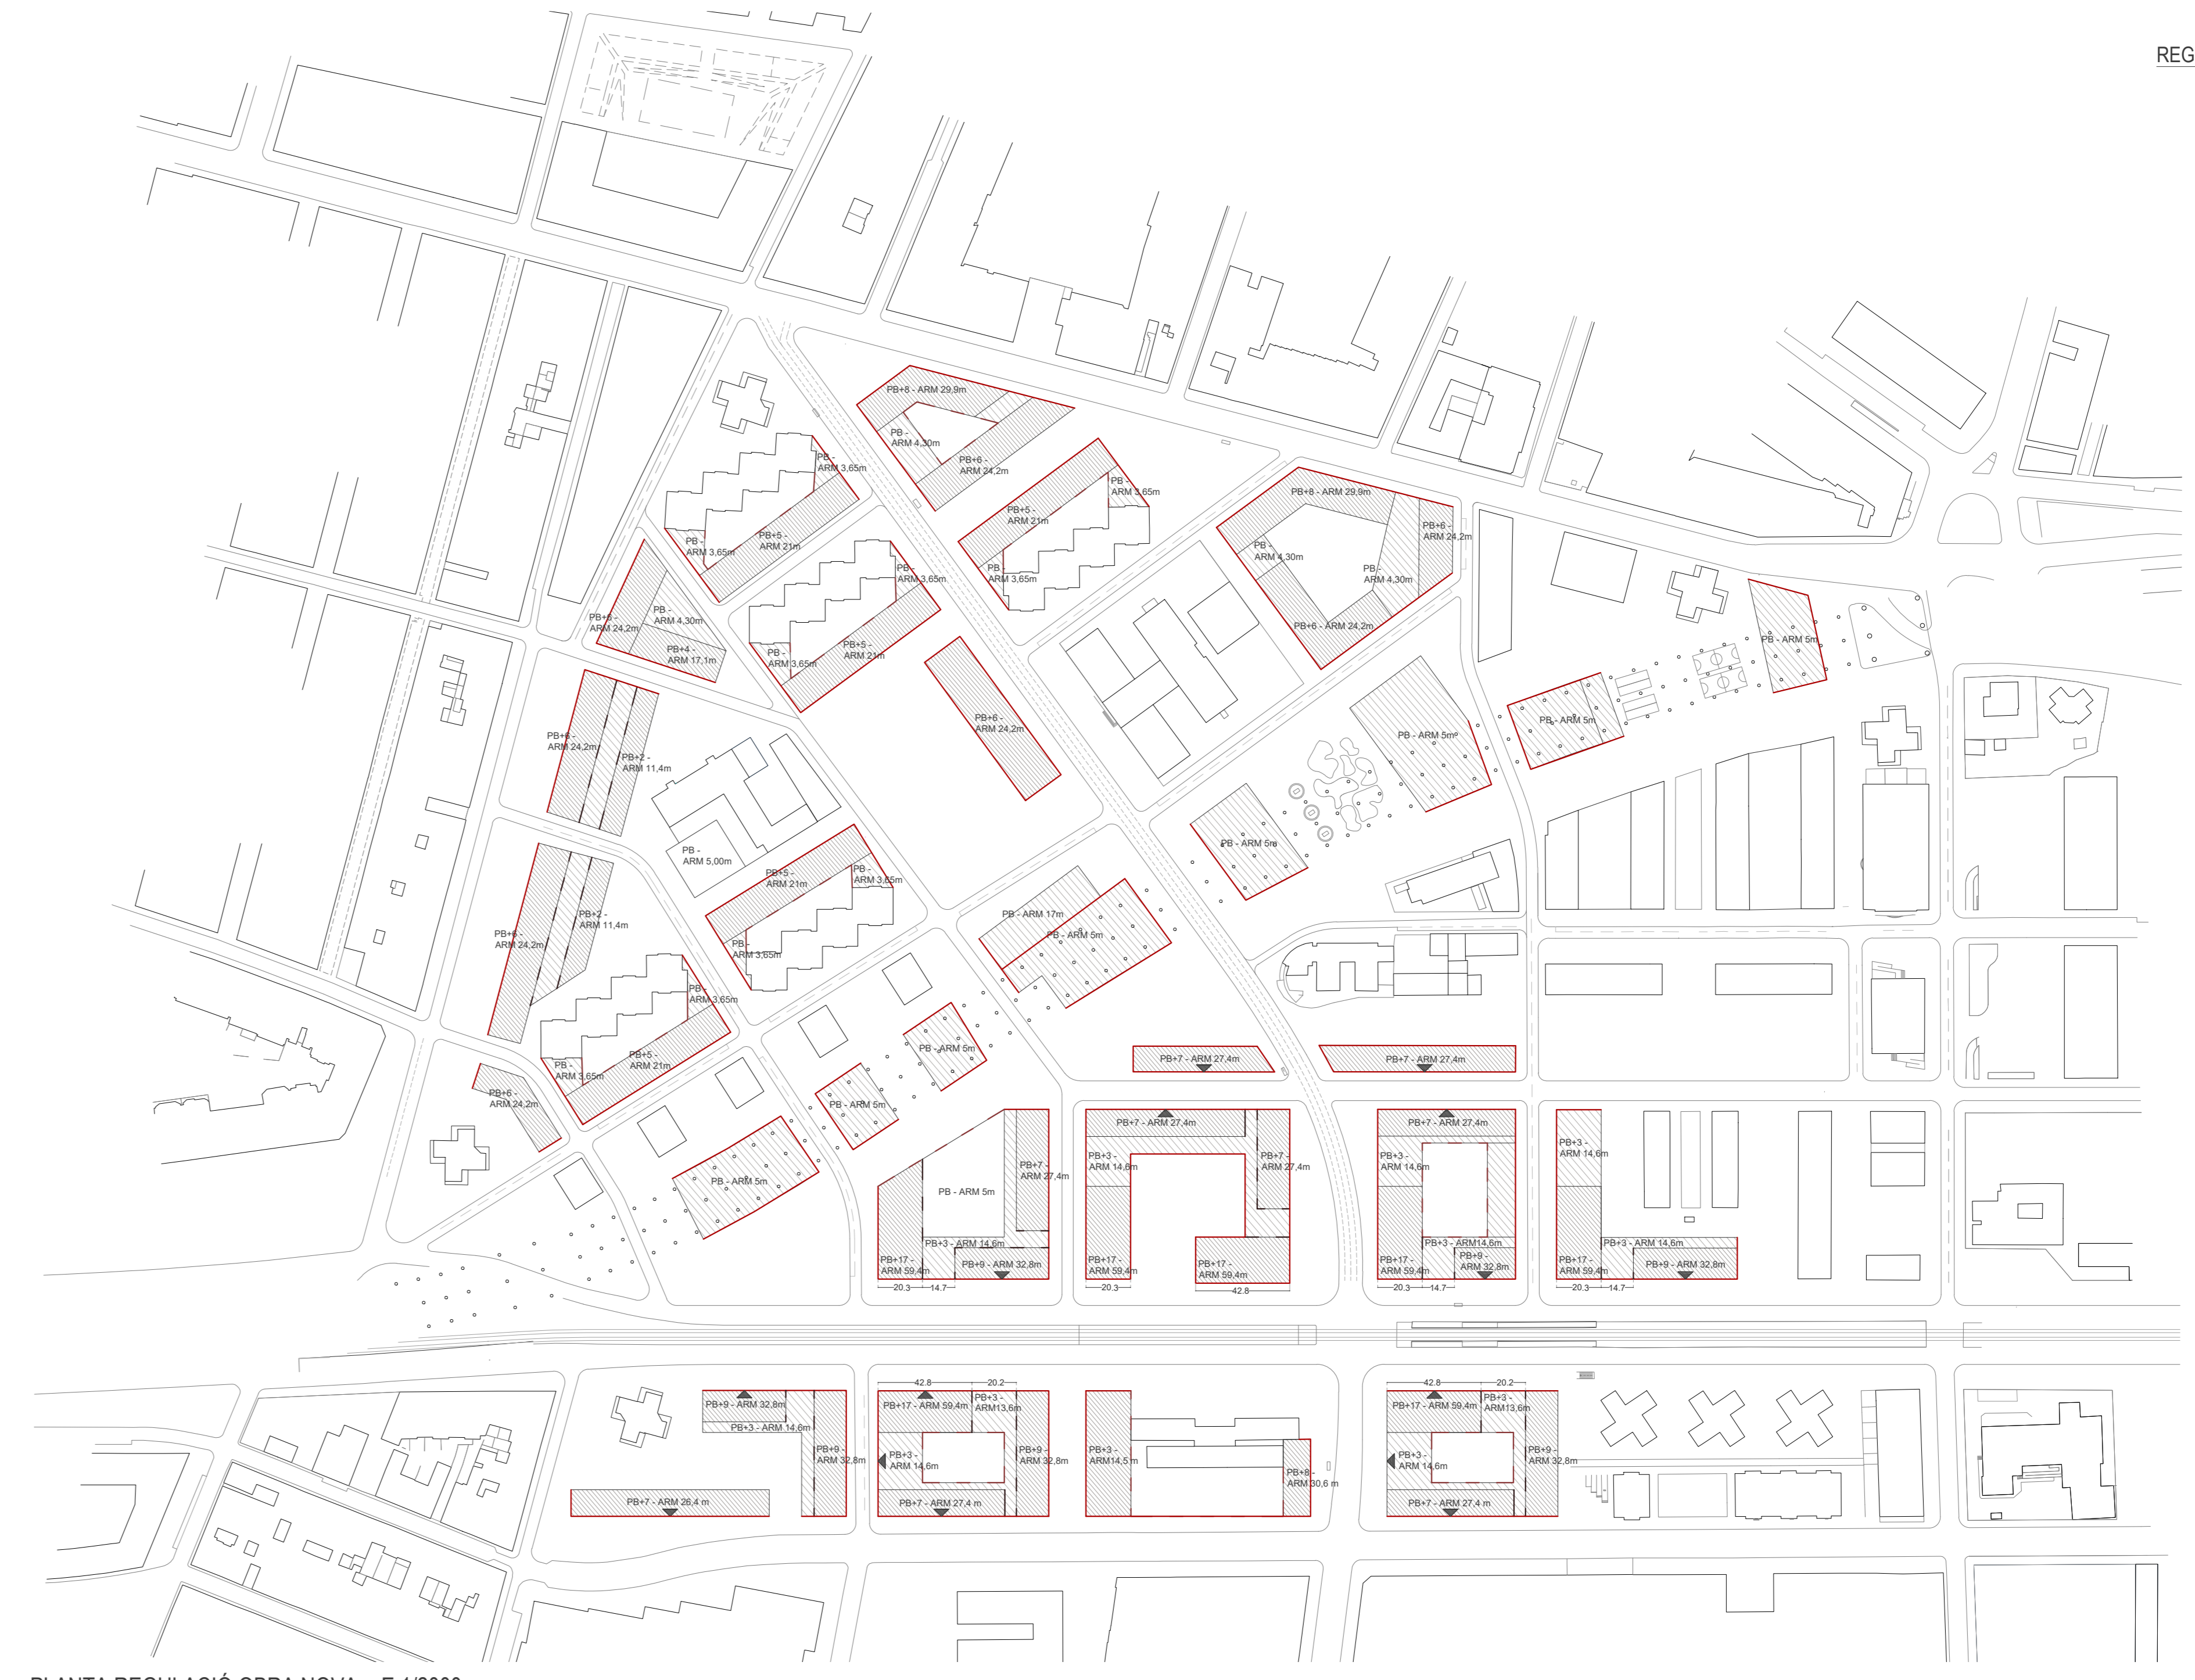 REG
PB+8 - ARM 29,9m
PB -
ARM 4,30m
PB+6 -
ARM 24,2m
PB -
ARM 3,65m
PB -
ARM 3,65m
PB+5 -
ARM 21m
PB -
ARM 3,65m
PB+5 -
ARM 21m
PB -
ARM 3,65m
PB+8 - ARM 29,9m
PB+6 -
ARM 24,2m
PB -
ARM 4,30m
PB -
ARM 4,30m
PB+6 - ARM 24,2m
PB -
ARM 3,65m
PB+5 -
ARM 21m
PB -
ARM 3,65m
PB+6 -
ARM 24,2m
PB -
ARM 4,30m
PB+4 -
ARM 17,1m
PB - ARM 5m
PB - ARM 5m
PB - ARM 5m
PB - ARM 5m
PB+6 -
ARM 24,2m
PB+6 -
ARM 24,2m
PB+2 -
ARM 11,4m
PB -
ARM 5,00m
PB+5 -
ARM 21m
PB -
ARM 3,65m
PB -
ARM 3,65m
PB+6 -
ARM 24,2m
PB+2 -
ARM 11,4m
PB - ARM 17m
PB - ARM 5m
PB -
ARM 3,65m
PB+5 -
ARM 21m
PB -
ARM 3,65m
PB+6 -
ARM 24,2m
PB - ARM 5m
PB - ARM 5m
PB - ARM 5m
PB+7 - ARM 27,4m
PB+7 - ARM 27,4m
PB+7 -
ARM 27,4m
PB - ARM 5m
PB+3 - ARM 14,6m
PB+17 -
ARM 59,4m
PB+9 - ARM 32,8m
20.3
14.7
PB+7 - ARM 27,4m
PB+3 -
ARM 14,6m
PB+7 -
ARM 27,4m
PB+17 -
ARM 59,4m
PB+17 -
ARM 59,4m
20.3
42.8
PB+7 - ARM 27,4m
PB+3 -
ARM 14,6m
PB+3 - ARM14,6m
PB+17 -
ARM 59,4m
PB+9 -
ARM 32,8m
20.3
14.7
PB+3 -
ARM 14,6m
PB+3 - ARM 14,6m
PB+17 -
ARM 59,4m
PB+9 - ARM 32,8m
20.3
14.7
PB+9 - ARM 32,8m
PB+3 - ARM 14,6m
PB+9 -
ARM 32,8m
PB+7 - ARM 26,4 m
42.8
20.2
PB+17 - ARM 59,4m
PB+3 -
ARM13,6m
PB+3 -
ARM 14,6m
PB+9 -
ARM 32,8m
PB+7 - ARM 27,4 m
PB+3 -
ARM14,5 m
PB+8 -
ARM 30,6 m
42.8
20.2
PB+17 - ARM 59,4m
PB+3 -
ARM13,6m
PB+3 -
ARM 14,6m
PB+9 -
ARM 32,8m
PB+7 - ARM 27,4 m
PLANTA REGULACIÓ OBRA NOVA